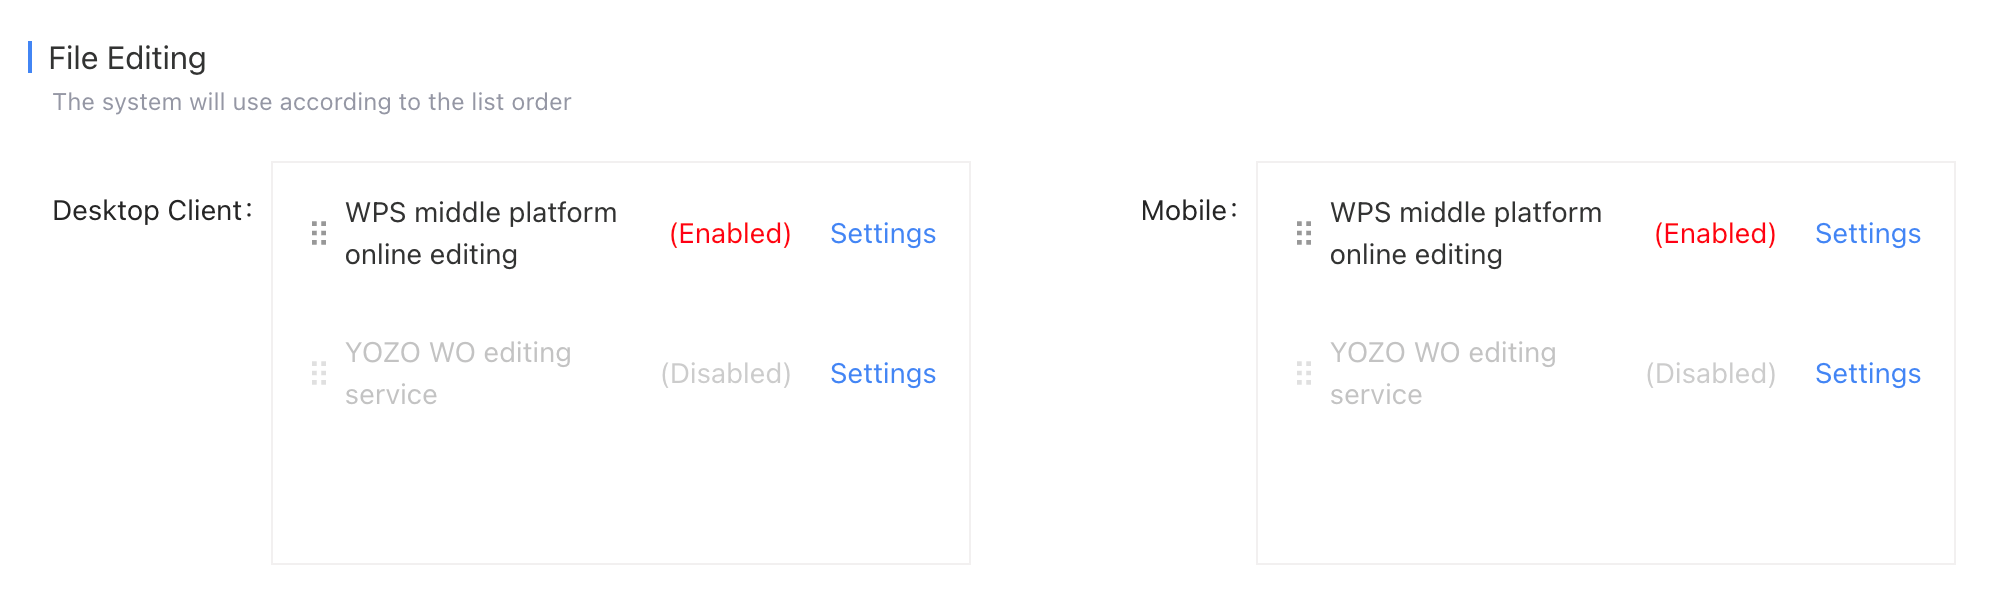 File Editing
The system will use according to the list order
Desktop Client:
WPS middle platform
online editing
(Enabled)
Settings
YOZO WO editing
service
(Disabled)
Settings
Mobile:
WPS middle platform
online editing
(Enabled)
Settings
YOZO WO editing
service
(Disabled)
Settings